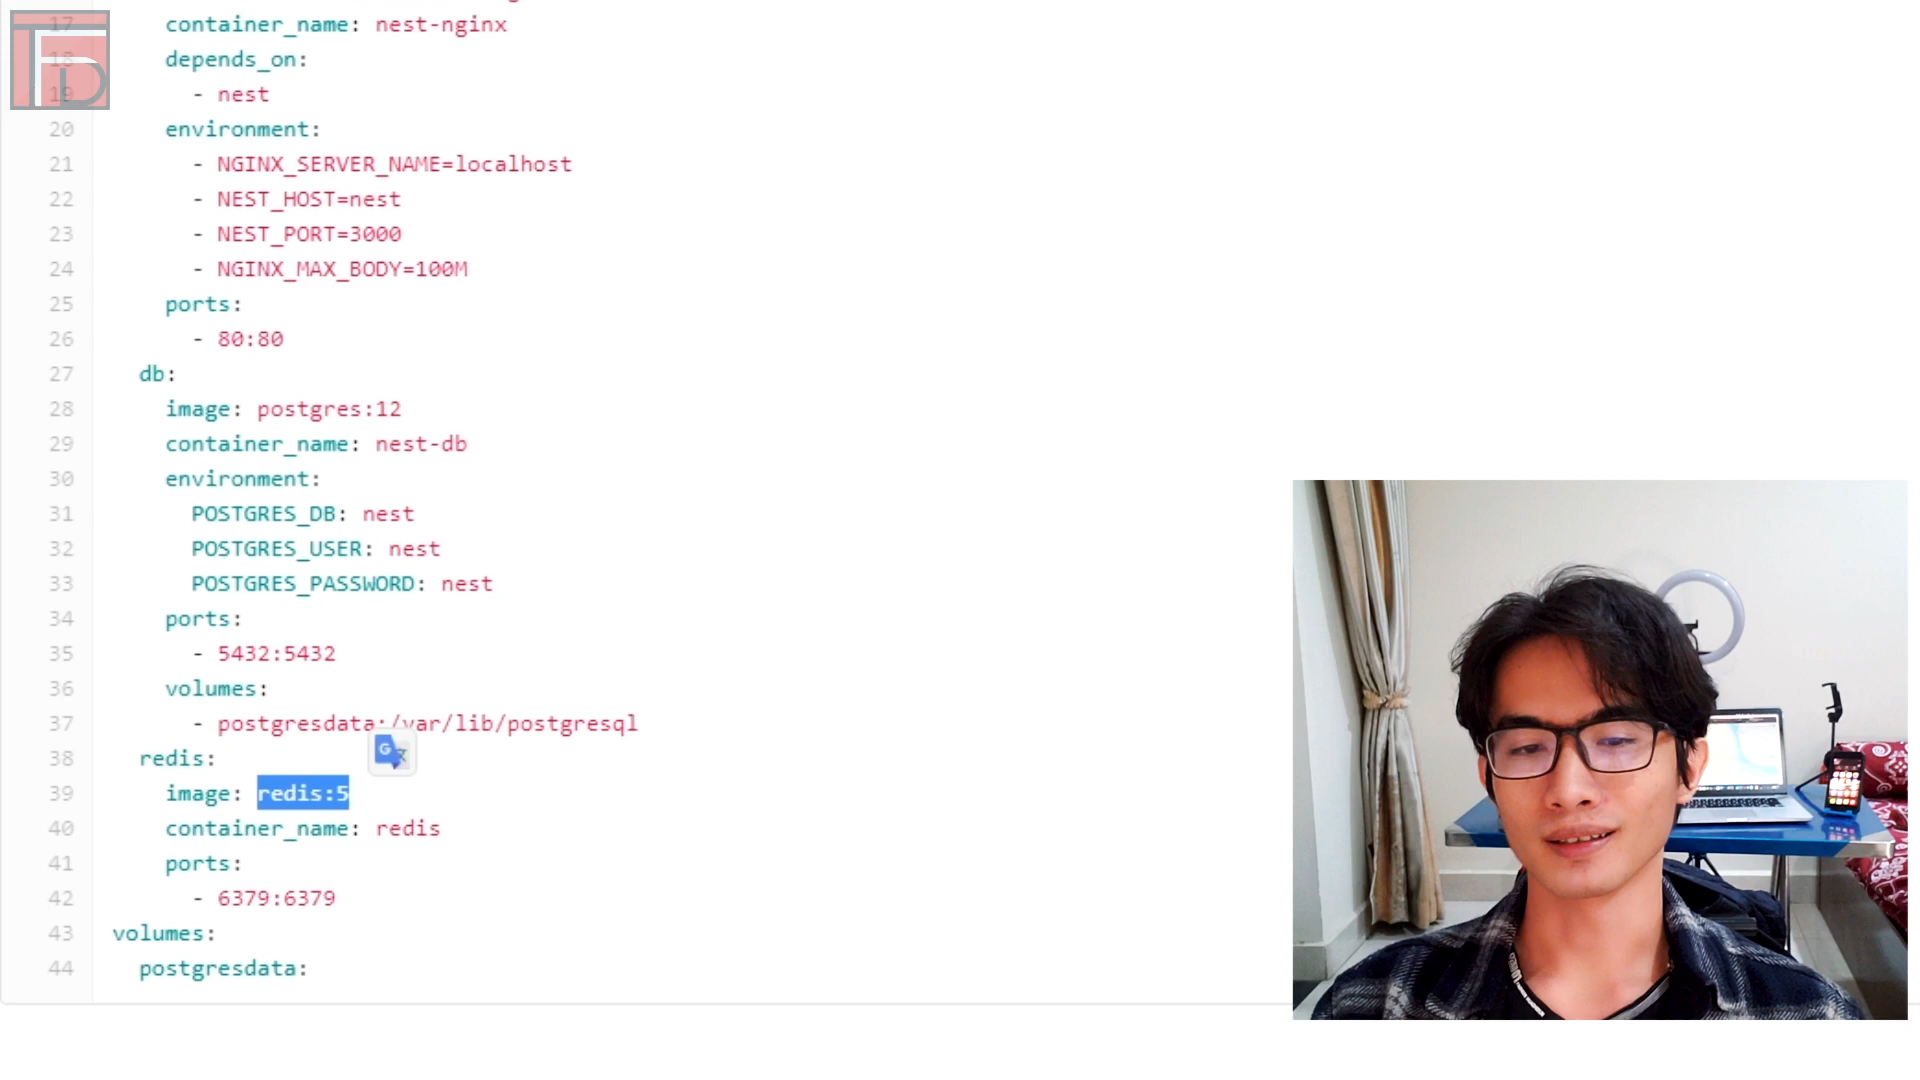 17 container_name: nest-nginx
18 depends_on:
19 - nest
20 environment:
21 - NGINX_SERVER_NAME=localhost
22 - NEST_HOST=nest
23 - NEST_PORT=3000
24 - NGINX_MAX_BODY=100M
25 ports:
26 - 80:80
27 db:
28 image: postgres:12
29 container_name: nest-db
30 environment:
31 POSTGRES_DB: nest
32 POSTGRES_USER: nest
33 POSTGRES_PASSWORD: nest
34 ports:
35 - 5432:5432
36 volumes:
37 - postgresdata:/var/lib/postgresql
38 redis:
39 image: redis:5
40 container_name: redis
41 ports:
42 - 6379:6379
43 volumes:
44 postgresdata: